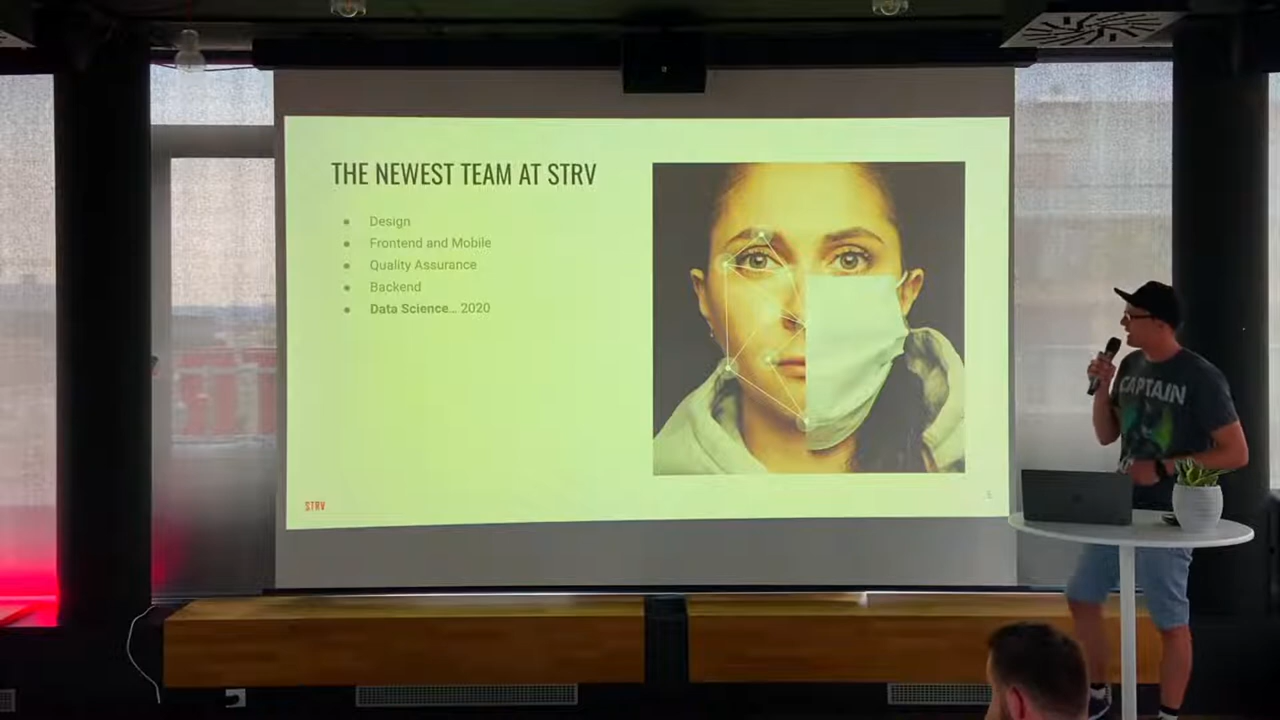 THE NEWEST TEAM AT STRV
Design
Frontend and Mobile
Quality Assurance
Backend
Data Science... 2020
STRV
CAPTAIN